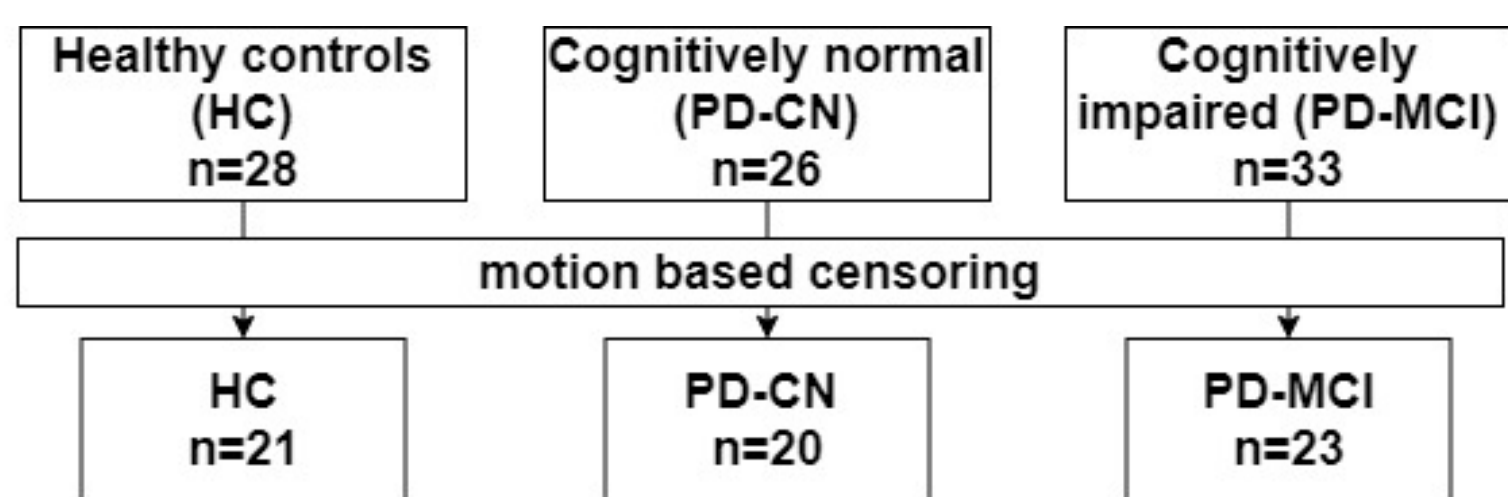 Healthy controls
(HC)
n=28
Cognitively normal
(PD-CN)
n=26
Cognitively
impaired (PD-MCI)
n=33
motion based censoring
HC
n=21
PD-CN
n=20
PD-MCI
n=23